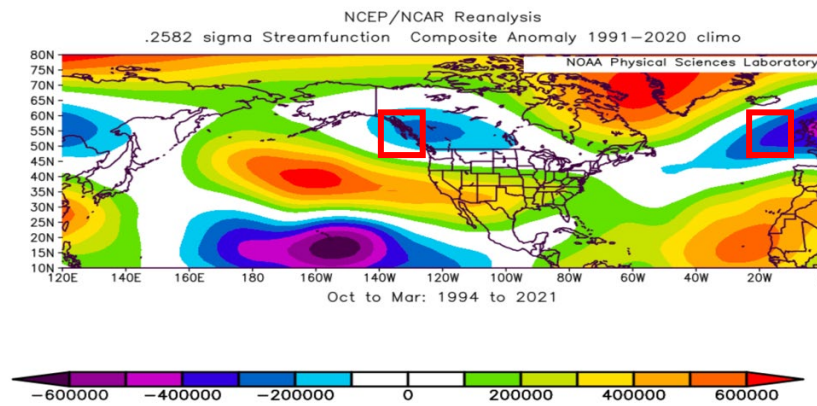 NCEP/NCAR Reanalysis
.2582 sigma Streamfunction Composite Anomaly 1991-2020 climo
NOAA Physical Sciences Laboratory
80N
75N
70N
65N
60N
55N
50N
45N
40N
35N
30N
25N
20N
15N
10N
120E 140E 160E 180 160W 140W 120W 100W 80W 60W 40W 20W 0
Oct to Mar: 1994 to 2021
-600000 -400000 -200000 0 200000 400000 600000